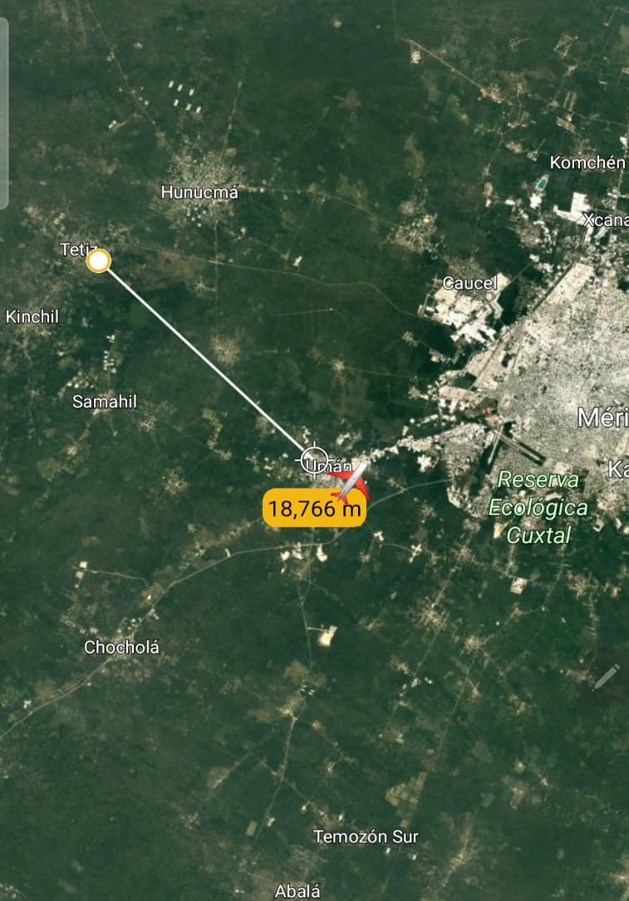 Komchén
Hunucmá
Xcana
Tetiz
Caucel
Kinchil
Samahil
Méri
Umán
Ka
Reserva
Ecológica
Cuxtal
18,766 m
Chocholá
Temozón Sur
Abalá